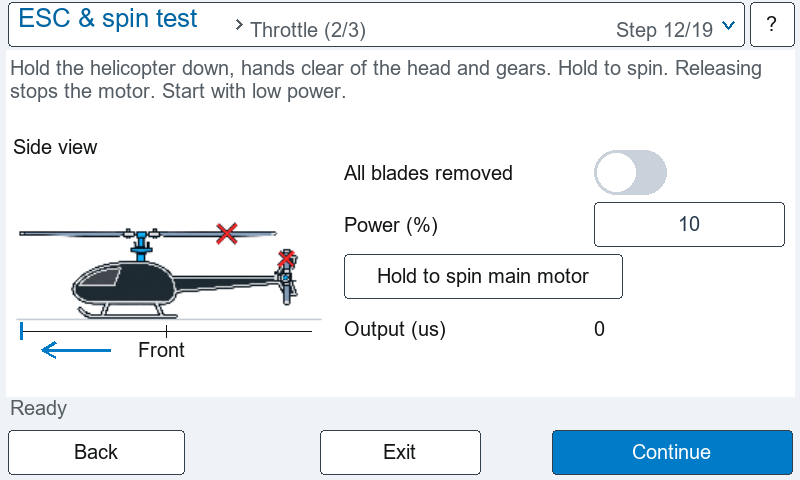 ESC & spin test > Throttle (2/3) Step 12/19 ?
Hold the helicopter down, hands clear of the head and gears. Hold to spin. Releasing
stops the motor. Start with low power.
Side view
All blades removed
Power (%) 10
Hold to spin main motor
Output (us) 0
Front
Ready
Back Exit Continue